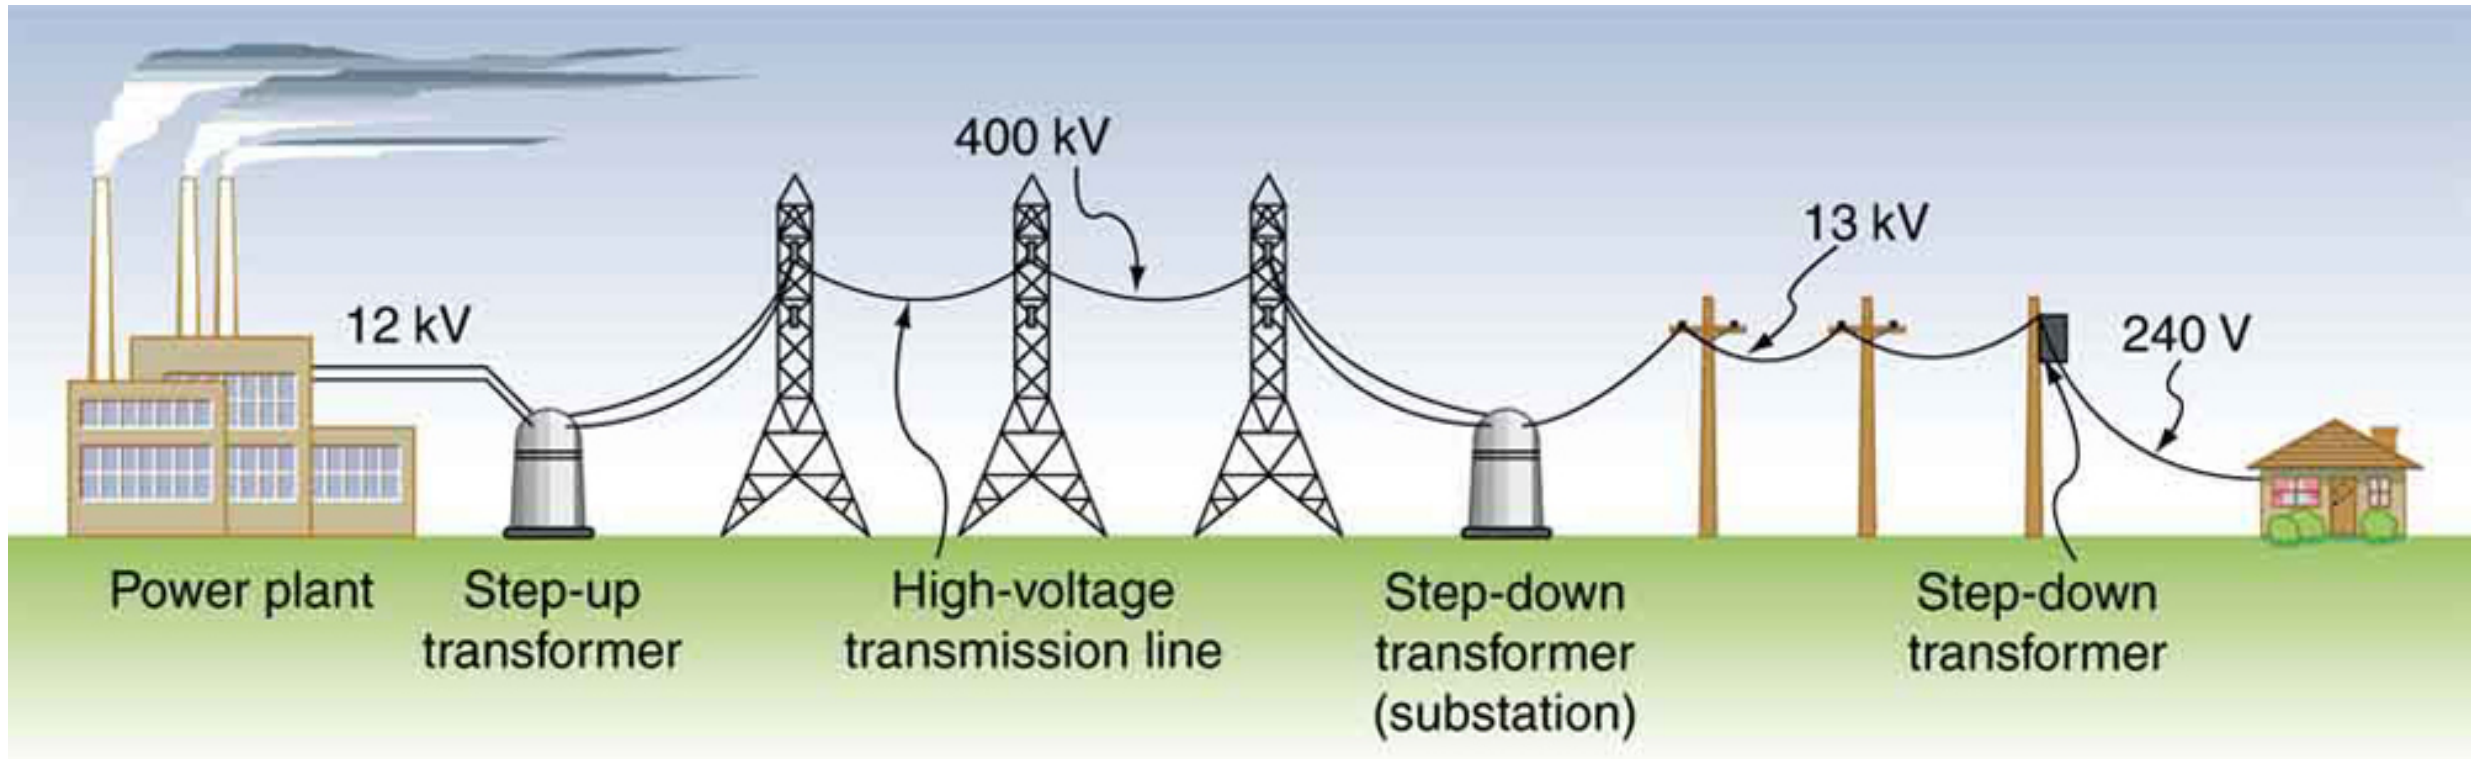 400 kV
13 kV
12 kV
240 V
Power plant
Step-up
transformer
High-voltage
transmission line
Step-down
transformer
(substation)
Step-down
transformer